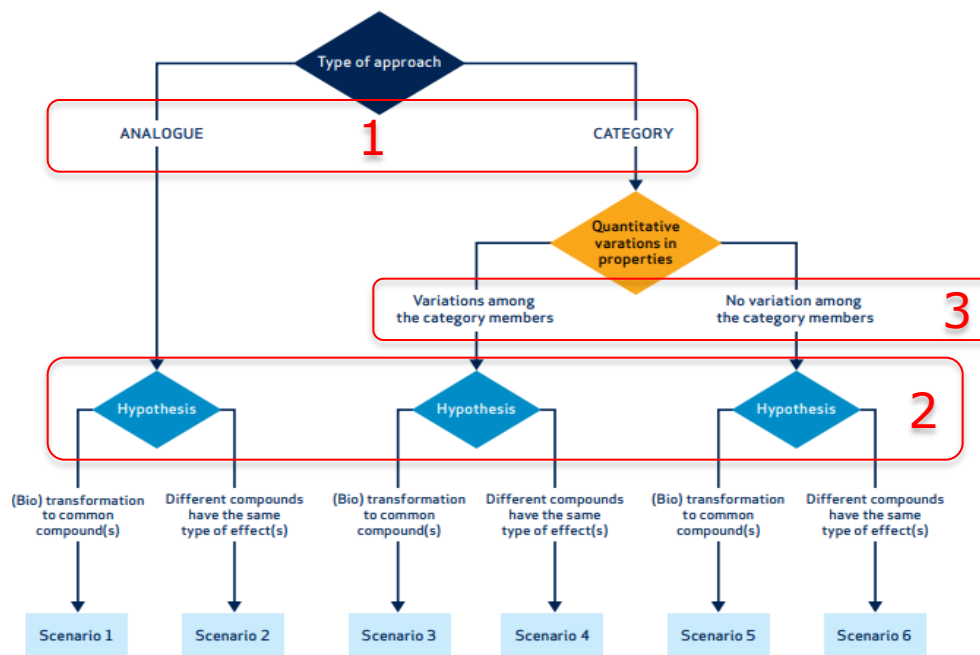 Type of approach
ANALOGUE
1
CATEGORY
Quantitative
varations in
properties
Variations among
the category members
No variation among
the category members
3
Hypothesis
Hypothesis
Hypothesis
2
(Bio) transformation
to common
compound(s)
Different compounds
have the same
type of effect(s)
(Bio) transformation
to common
compound(s)
Different compounds
have the same
type of effect(s)
(Bio) transformation
to common
compound(s)
Different compounds
have the same
type of effect(s)
Scenario 1
Scenario 2
Scenario 3
Scenario 4
Scenario 5
Scenario 6